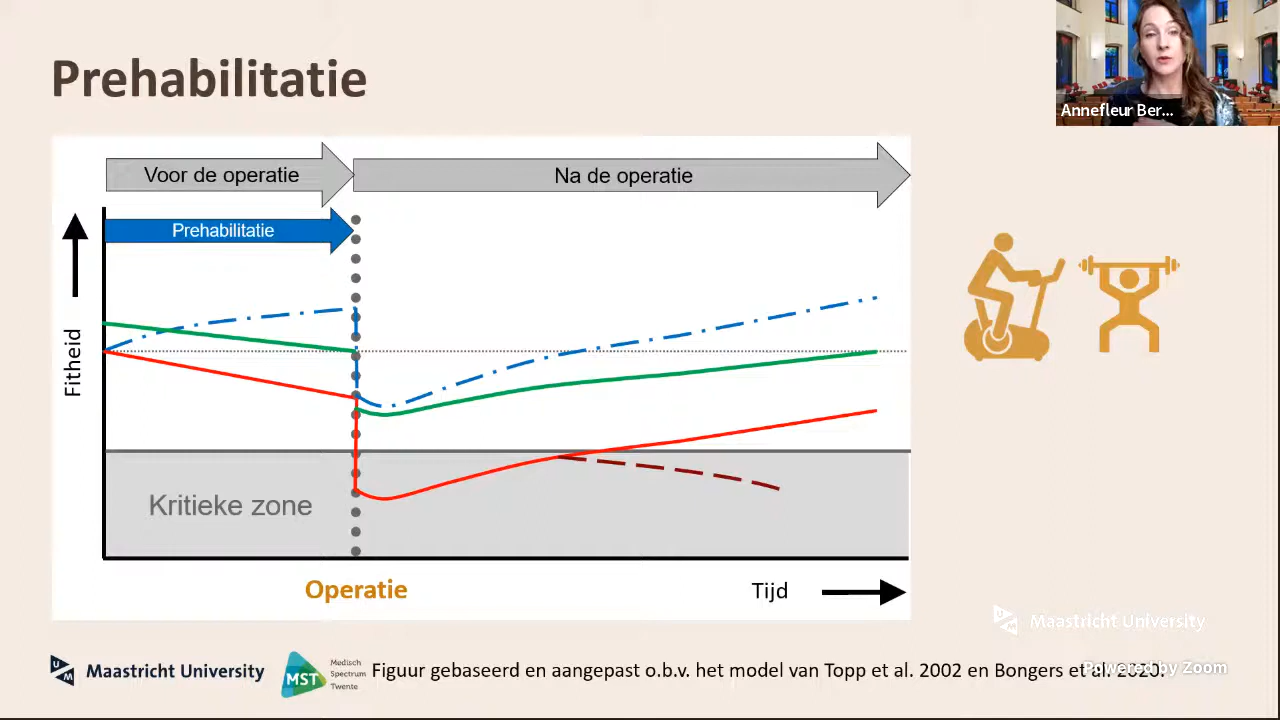 Prehabilitatie
Annefleur Ber...
Voor de operatie
Na de operatie
Prehabilitatie
Fitheid
Kritieke zone
Operatie
Tijd
Maastricht University
UM
Maastricht University
MST
Medisch
Spectrum
Twente
Figuur gebaseerd en aangepast o.b.v. het model van Topp et al. 2002 en Bongers et al. 2020.
Powered by Zoom